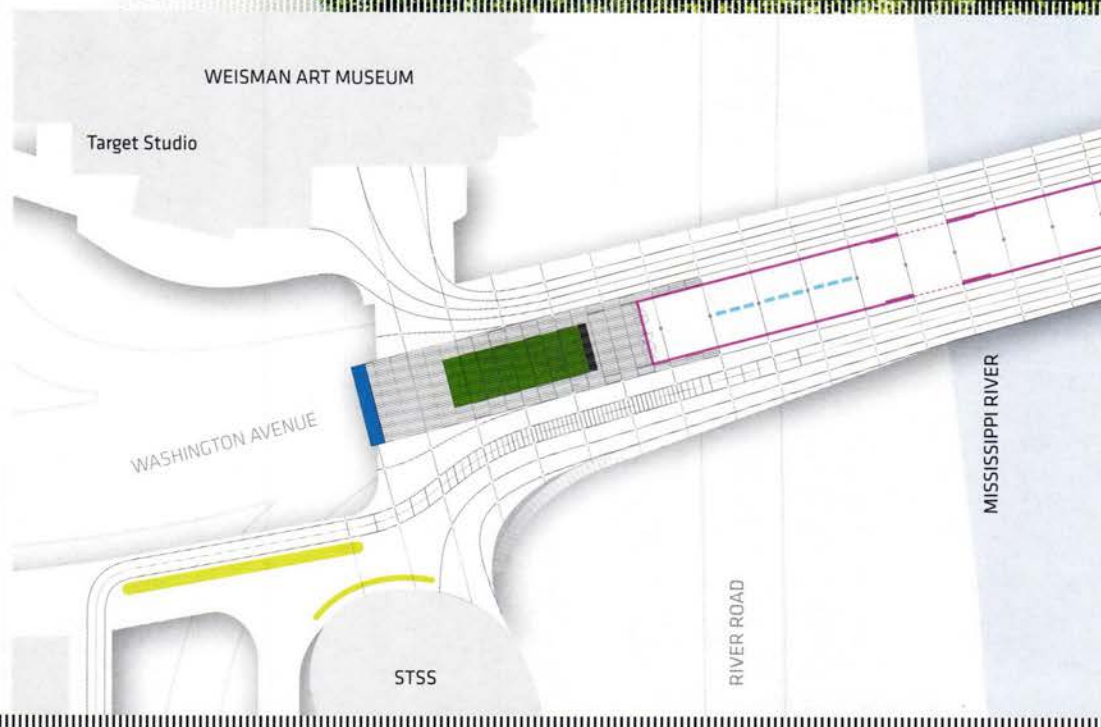 WEISMAN ART MUSEUM
Target Studio
WASHINGTON AVENUE
MISSISSIPPI RIVER
RIVER ROAD
STSS